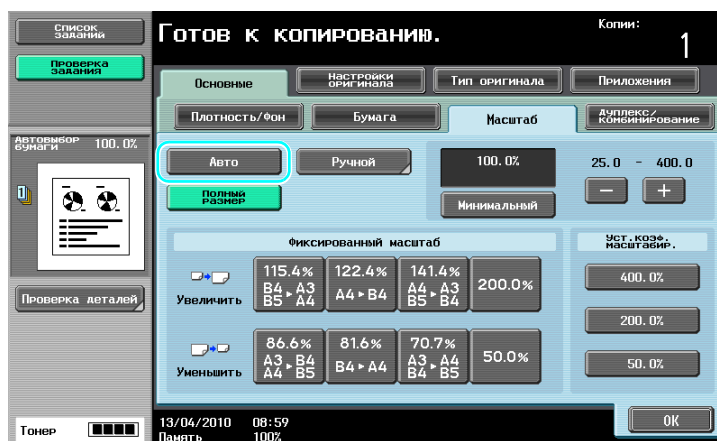 Список заданий
Готов к копированию.
Копии:
1
Проверка задания
Основные
Настройки оригинала
Тип оригинала
Приложения
Плотность/Фон
Бумага
Масштаб
Дуплекс/Комбинирование
Автовыбор бумаги 100.0%
1
Авто
Ручной
100.0%
25.0 - 400.0
− +
Полный размер
Минимальный
Фиксированный масштаб
Уст.коэф. масштабир.
Увеличить
115.4% B4▸A3 B5▸A4
122.4% A4▸B4
141.4% A4▸A3 B5▸B4
200.0%
400.0%
200.0%
50.0%
Проверка деталей
Уменьшить
86.6% A3▸B4 A4▸B5
81.6% B4▸A4
70.7% A3▸A4 B4▸B5
50.0%
Тонер
13/04/2010 08:59
Память 100%
OK